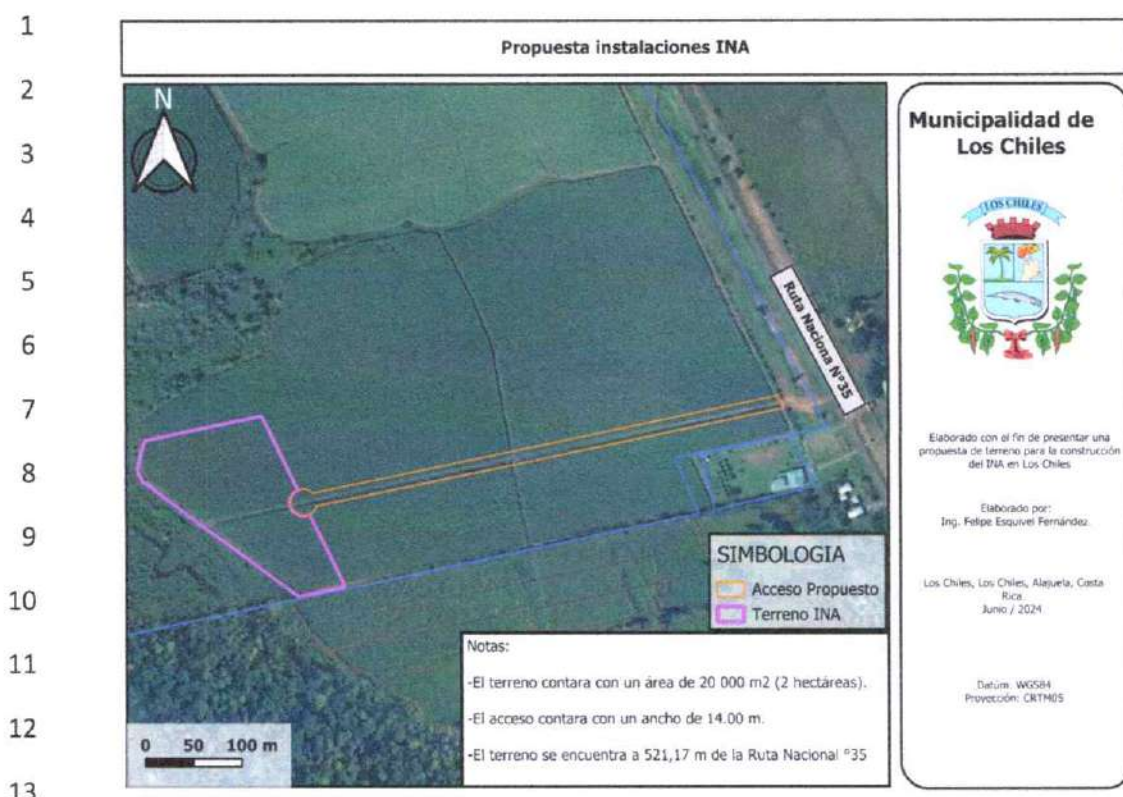 1
2
3
4
5
6
7
8
9
10
11
12
13
Propuesta instalaciones INA
N
Ruta Naciona Nº35
SIMBOLOGIA
Acceso Propuesto
Terreno INA
Notas:
-El terreno contara con un área de 20 000 m2 (2 hectáreas).
-El acceso contara con un ancho de 14.00 m.
-El terreno se encuentra a 521,17 m de la Ruta Nacional °35
0 50 100 m
Municipalidad de
Los Chiles
LOS CHILES
Elaborado con el fin de presentar una
propuesta de terreno para la construcción
del INA en Los Chiles
Elaborado por:
Ing. Felipe Esquivel Fernández.
Los Chiles, Los Chiles, Alajuela, Costa
Rica.
Junio / 2024
Datúm: WGS84
Proyección: CRTM05